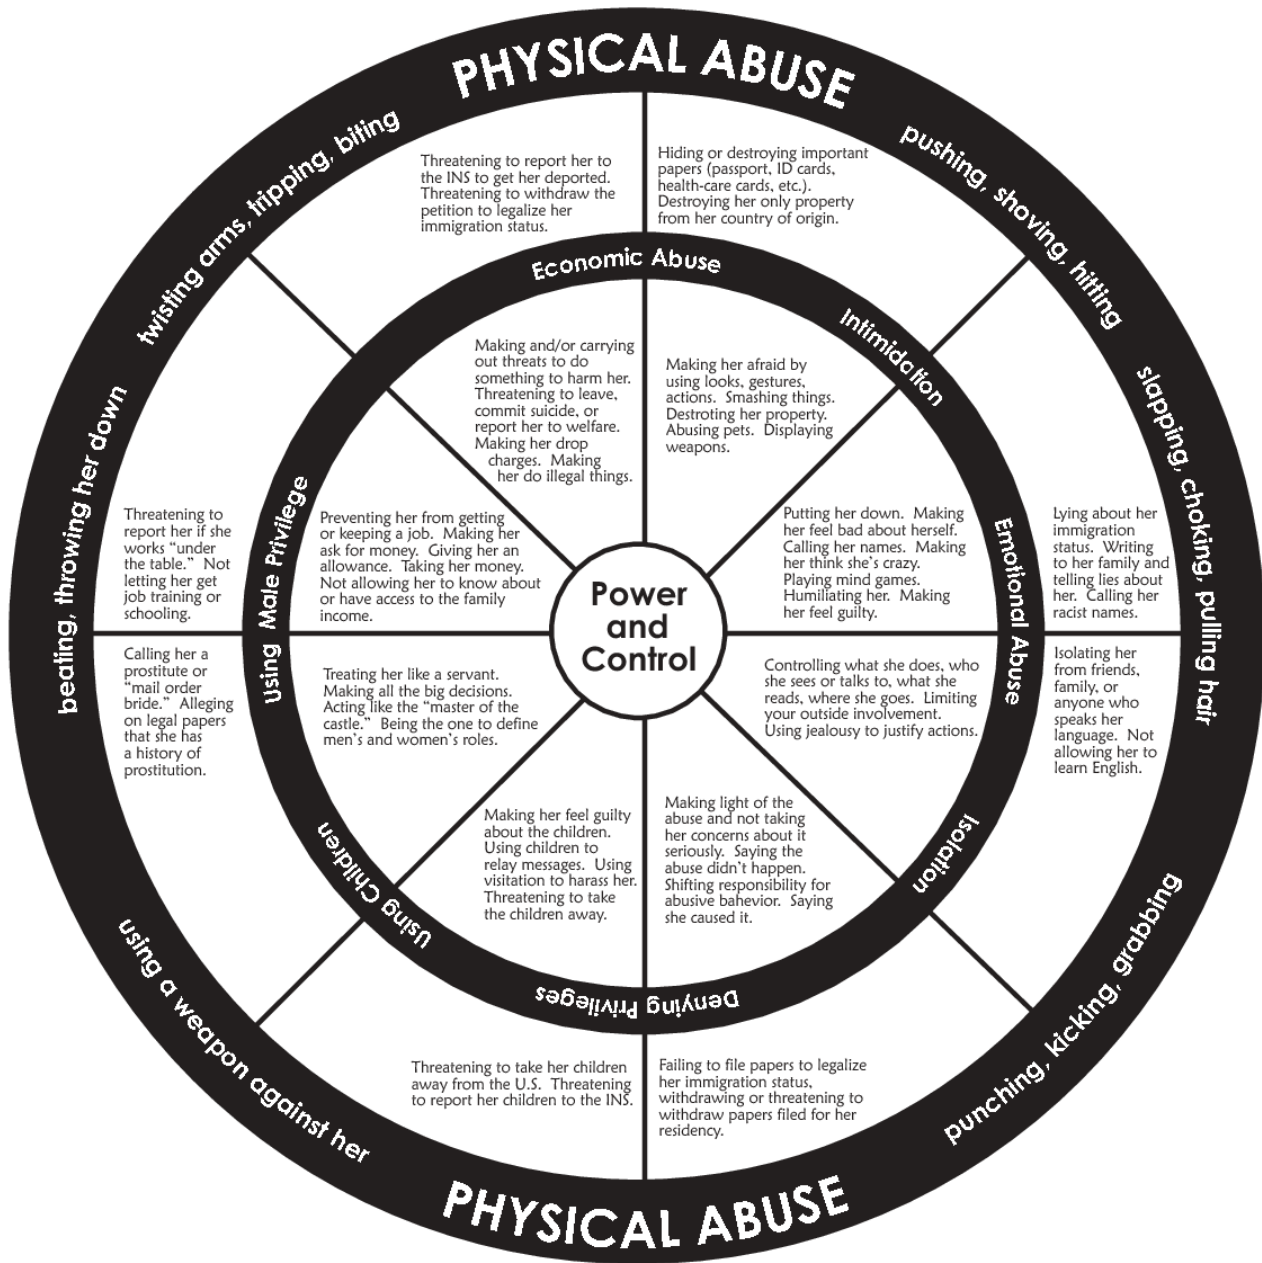 PHYSICAL ABUSE
pushing, shoving, hitting
slapping, choking, pulling hair
punching, kicking, grabbing
PHYSICAL ABUSE
using a weapon against her
beating, throwing her down
twisting arms, tripping, biting
Threatening to report her to
the INS to get her deported.
Threatening to withdraw the
petition to legalize her
immigration status.
Hiding or destroying important
papers (passport, ID cards,
health-care cards, etc.).
Destroying her only property
from her country of origin.
Lying about her
immigration
status. Writing
to her family and
telling lies about
her. Calling her
racist names.
Isolating her
from friends,
family, or
anyone who
speaks her
language. Not
allowing her to
learn English.
Failing to file papers to legalize
her immigration status,
withdrawing or threatening to
withdraw papers filed for her
residency.
Threatening to take her children
away from the U.S. Threatening
to report her children to the INS.
Calling her a
prostitute or
“mail order
bride.” Alleging
on legal papers
that she has
a history of
prostitution.
Threatening to
report her if she
works “under
the table.” Not
letting her get
job training or
schooling.
Economic Abuse
Intimidation
Emotional Abuse
Isolation
Denying Privileges
Using Children
Using Male Privilege
Making and/or carrying
out threats to do
something to harm her.
Threatening to leave,
commit suicide, or
report her to welfare.
Making her drop
charges. Making
her do illegal things.
Making her afraid by
using looks, gestures,
actions. Smashing things.
Destroting her property.
Abusing pets. Displaying
weapons.
Putting her down. Making
her feel bad about herself.
Calling her names. Making
her think she’s crazy.
Playing mind games.
Humiliating her. Making
her feel guilty.
Controlling what she does, who
she sees or talks to, what she
reads, where she goes. Limiting
your outside involvement.
Using jealousy to justify actions.
Making light of the
abuse and not taking
her concerns about it
seriously. Saying the
abuse didn’t happen.
Shifting responsibility for
abusive bahevior. Saying
she caused it.
Making her feel guilty
about the children.
Using children to
relay messages. Using
visitation to harass her.
Threatening to take
the children away.
Treating her like a servant.
Making all the big decisions.
Acting like the “master of the
castle.” Being the one to define
men’s and women’s roles.
Preventing her from getting
or keeping a job. Making her
ask for money. Giving her an
allowance. Taking her money.
Not allowing her to know about
or have access to the family
income.
Power
and
Control